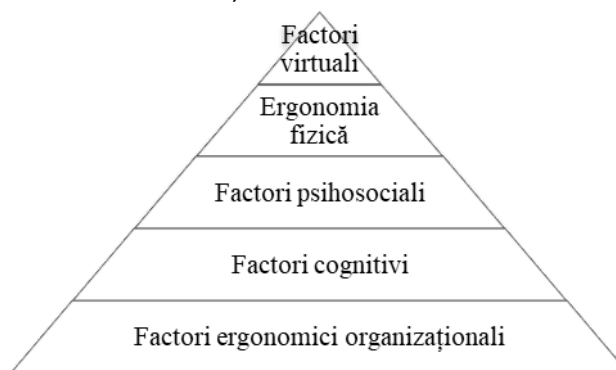 Factori
virtuali
Ergonomia
fizică
Factori psihosociali
Factori cognitivi
Factori ergonomici organizaționali